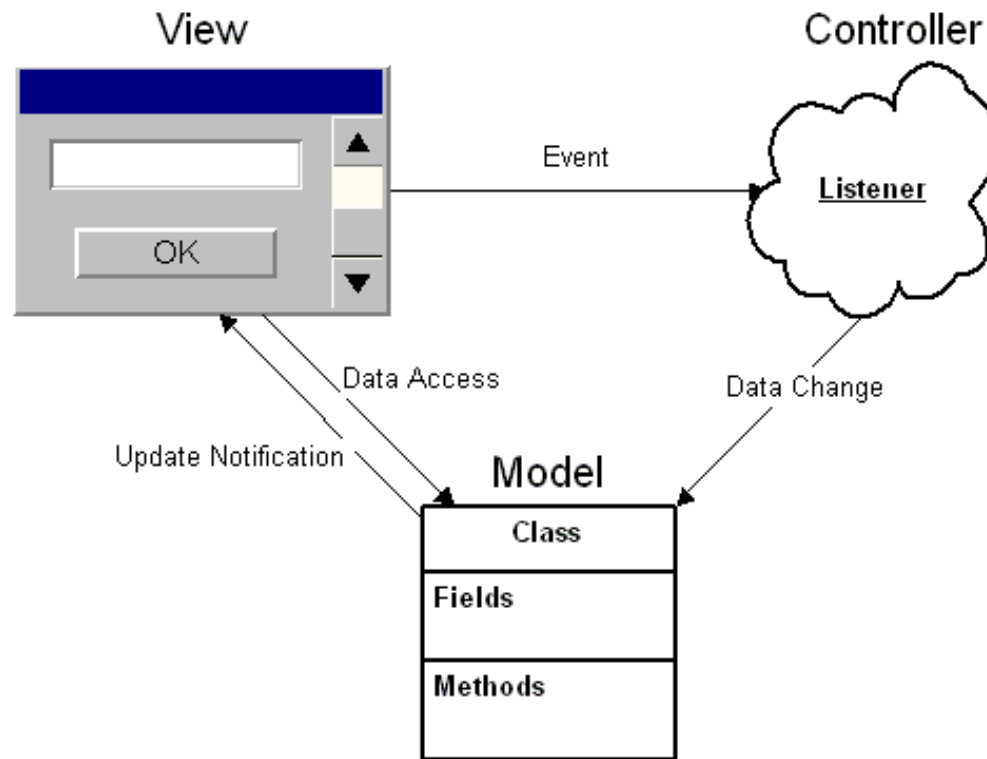 View
Controller
Event
Listener
OK
Data Access
Data Change
Update Notification
Model
Class
Fields
Methods